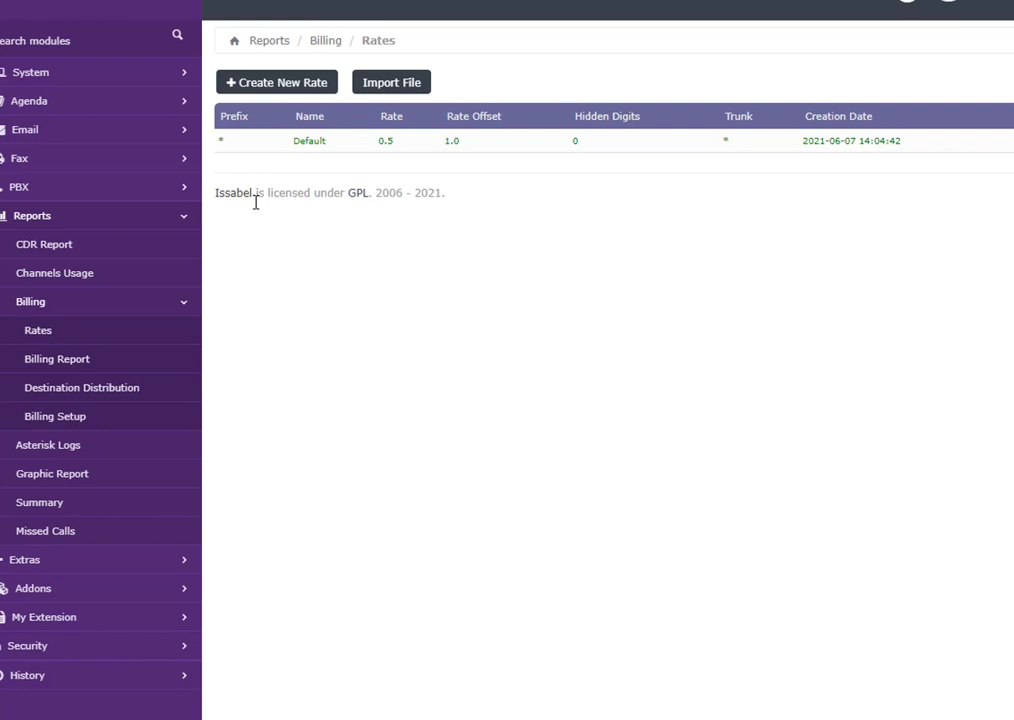 earch modules
System
Agenda
Email
Fax
PBX
Reports
CDR Report
Channels Usage
Billing
Rates
Billing Report
Destination Distribution
Billing Setup
Asterisk Logs
Graphic Report
Summary
Missed Calls
Extras
Addons
My Extension
Security
History
Reports / Billing / Rates
+ Create New Rate Import File
Prefix Name Rate Rate Offset Hidden Digits Trunk Creation Date
* Default 0.5 1.0 0 * 2021-06-07 14:04:42
Issabel is licensed under GPL. 2006 - 2021.